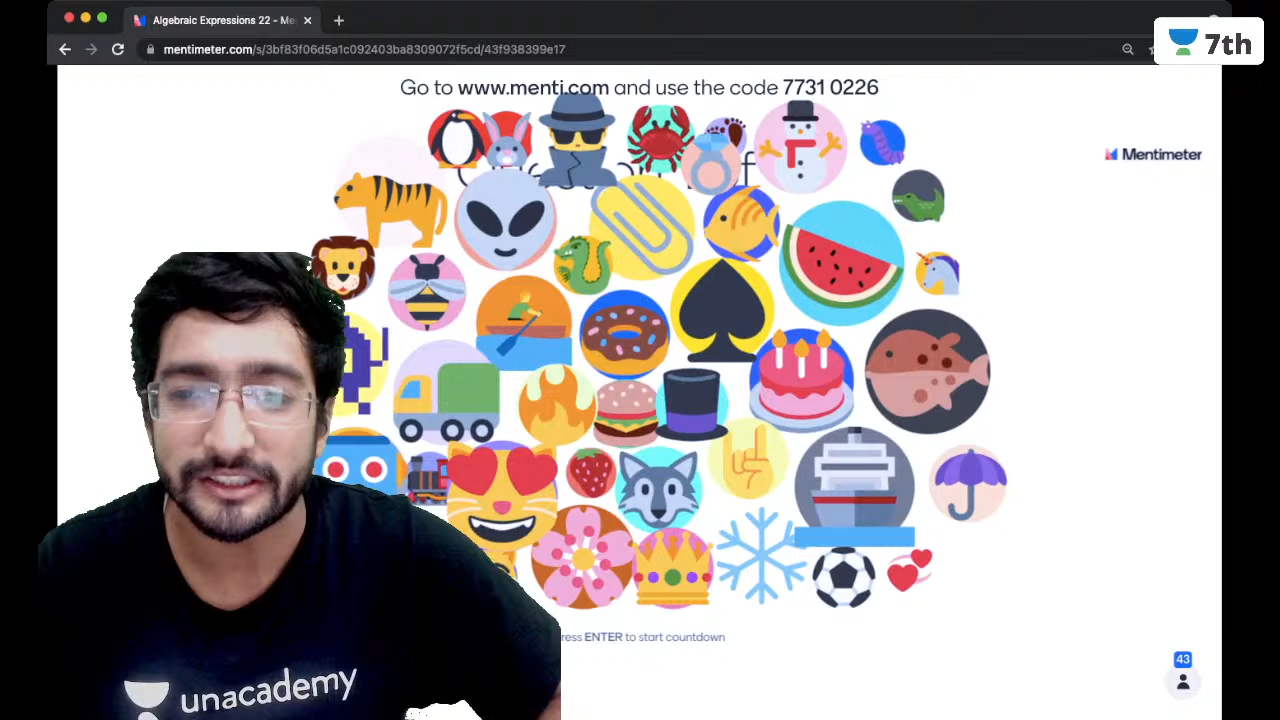 Algebraic Expressions 22 - Me
mentimeter.com/s/3bf83f06d5a1c092403ba8309072f5cd/43f938399e17
7th
Go to www.menti.com and use the code 7731 0226
Mentimeter
press ENTER to start countdown
43
unacademy